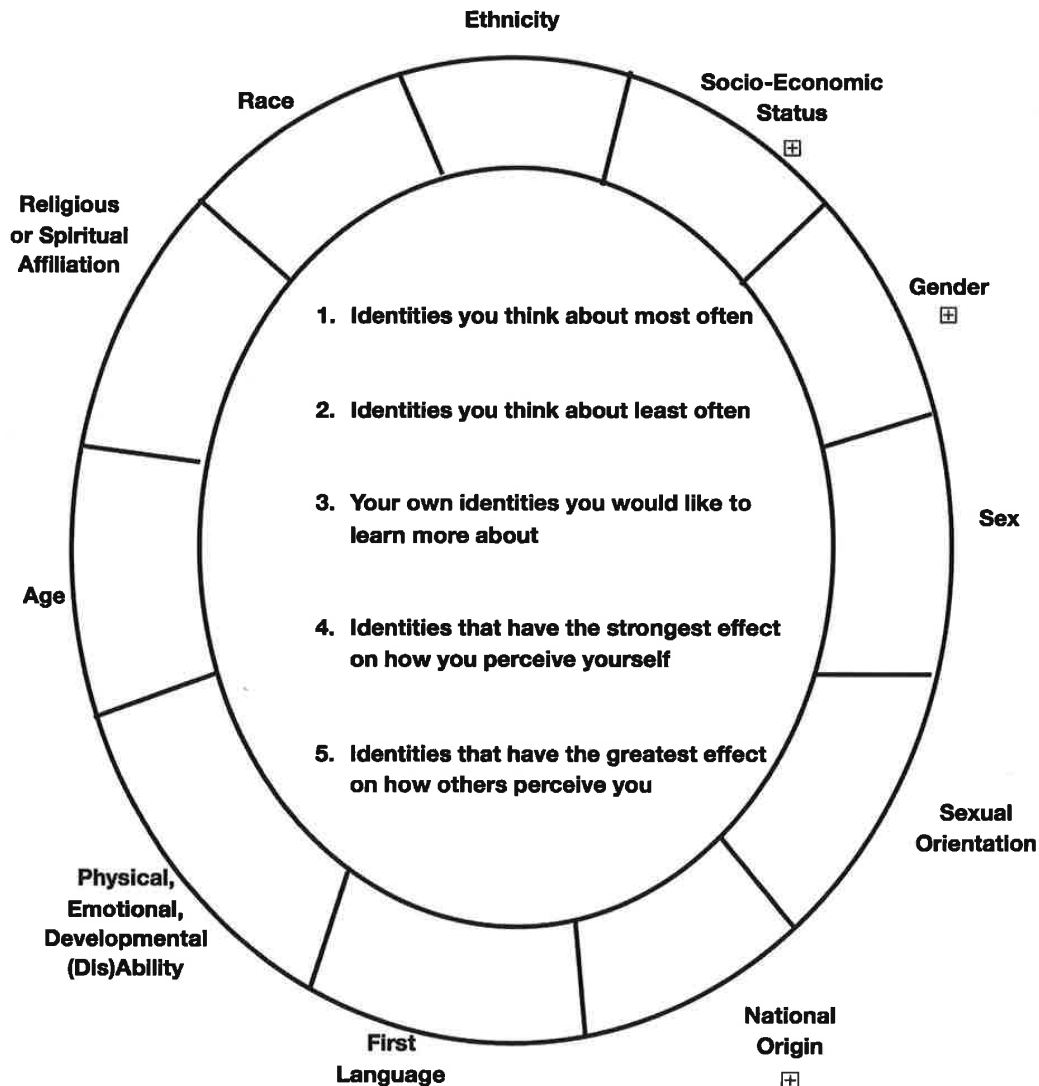 Ethnicity
Socio-Economic
Status
Race
Religious
or Spiritual
Affiliation
Gender
1. Identities you think about most often
2. Identities you think about least often
3. Your own identities you would like to
learn more about
Sex
Age
4. Identities that have the strongest effect
on how you perceive yourself
5. Identities that have the greatest effect
on how others perceive you
Sexual
Orientation
Physical,
Emotional,
Developmental
(Dis)Ability
National
Origin
First
Language